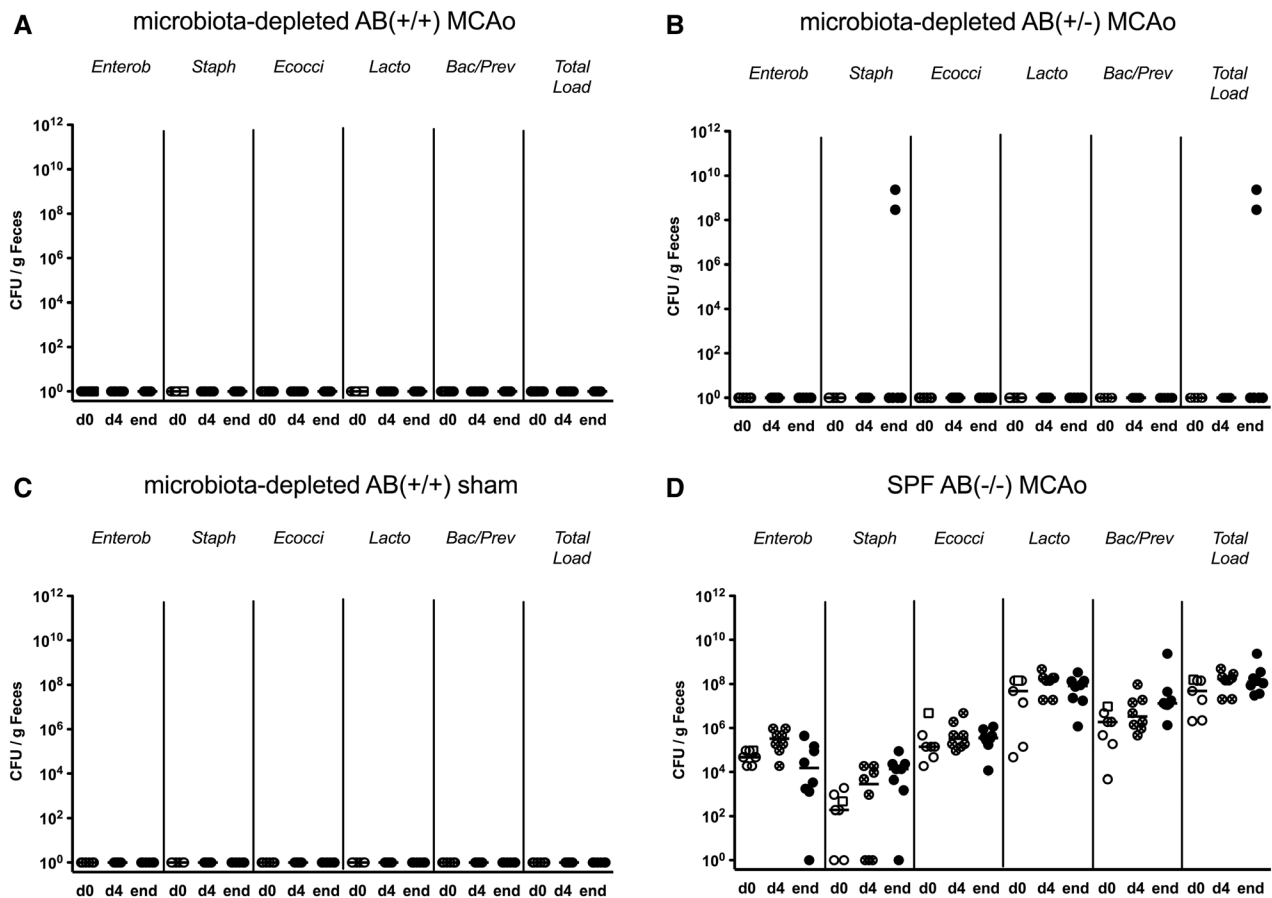 A
microbiota-depleted AB(+/+) MCAo
Enterob Staph Ecocci Lacto Bac/Prev Total
Load
10^12
10^10
10^8
10^6
10^4
10^2
10^0
CFU / g Feces
d0 d4 end d0 d4 end d0 d4 end d0 d4 end d0 d4 end d0 d4 end
B
microbiota-depleted AB(+/-) MCAo
Enterob Staph Ecocci Lacto Bac/Prev Total
Load
10^12
10^10
10^8
10^6
10^4
10^2
10^0
CFU / g Feces
d0 d4 end d0 d4 end d0 d4 end d0 d4 end d0 d4 end d0 d4 end
C
microbiota-depleted AB(+/+) sham
Enterob Staph Ecocci Lacto Bac/Prev Total
Load
10^12
10^10
10^8
10^6
10^4
10^2
10^0
CFU / g Feces
d0 d4 end d0 d4 end d0 d4 end d0 d4 end d0 d4 end d0 d4 end
D
SPF AB(-/-) MCAo
Enterob Staph Ecocci Lacto Bac/Prev Total
Load
10^12
10^10
10^8
10^6
10^4
10^2
10^0
CFU / g Feces
d0 d4 end d0 d4 end d0 d4 end d0 d4 end d0 d4 end d0 d4 end